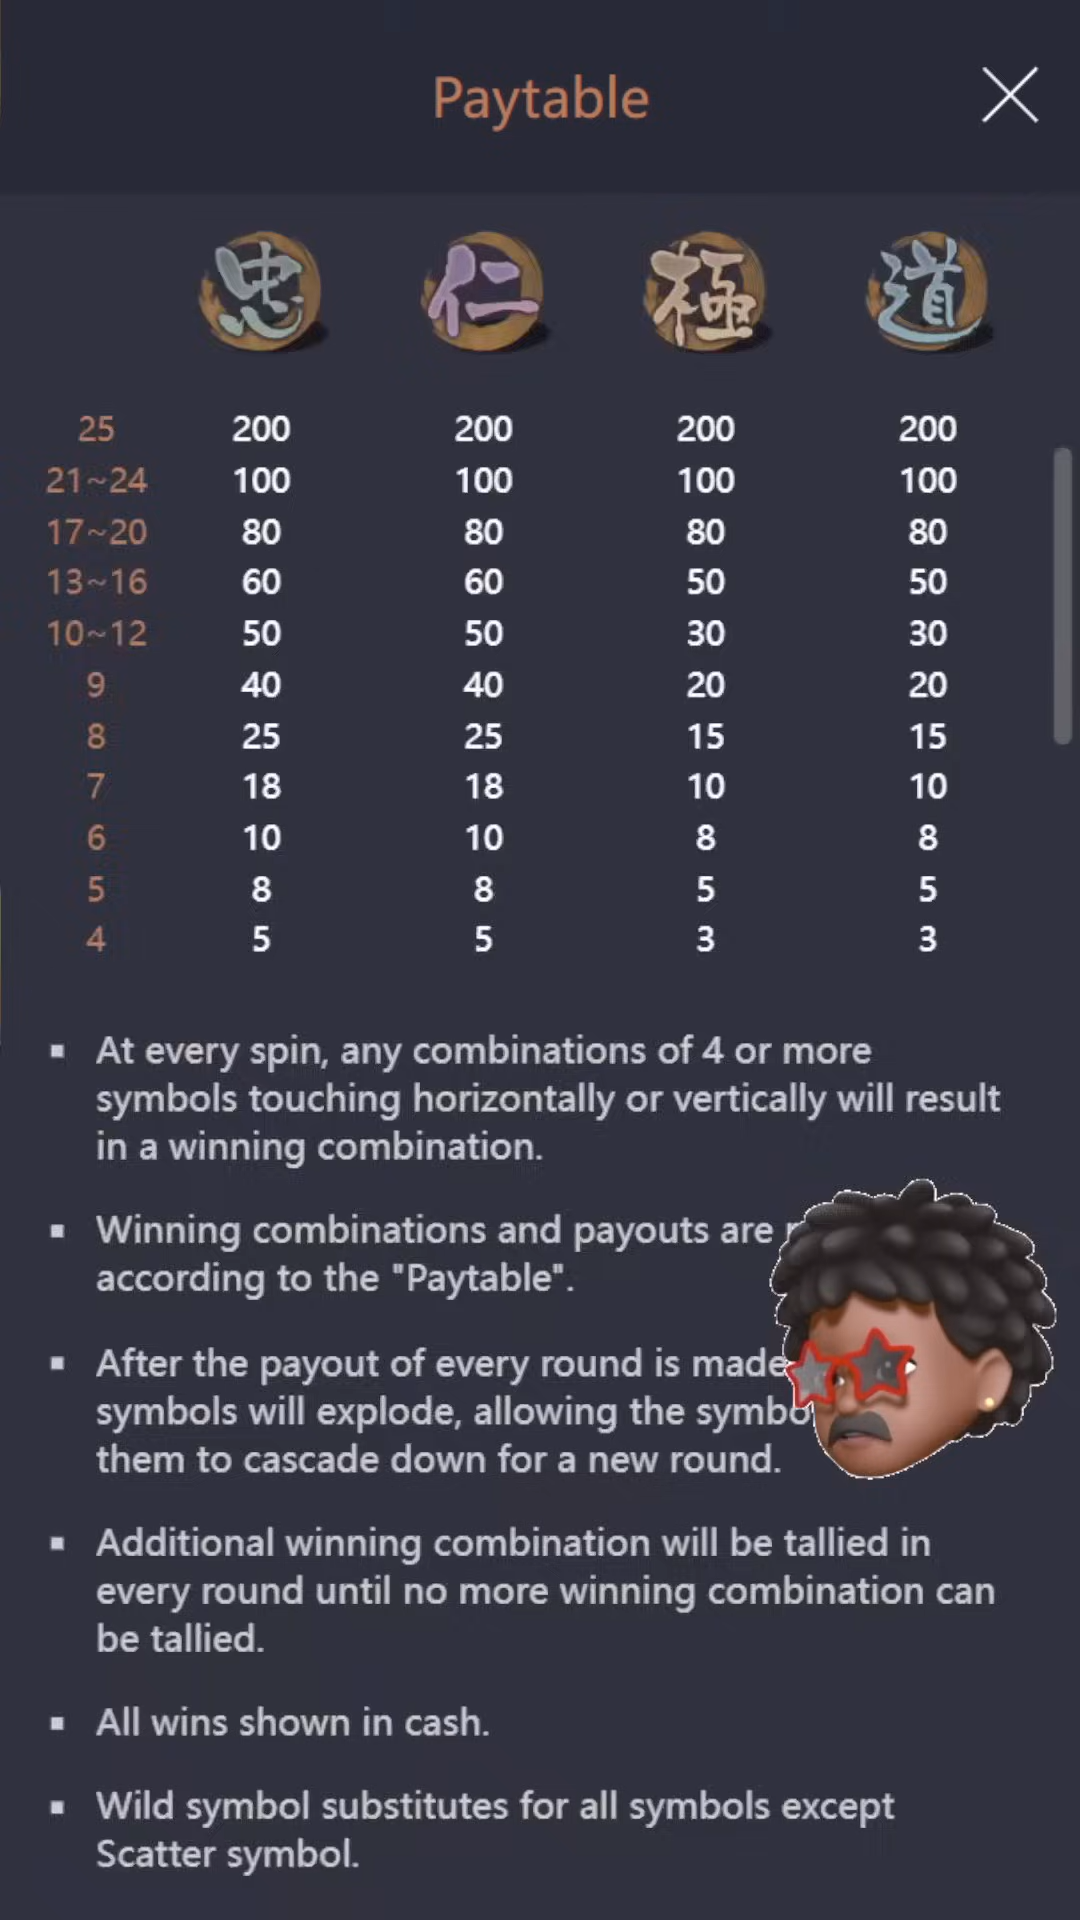 Paytable
忠 仁 極 道
25 200 200 200 200
21~24 100 100 100 100
17~20 80 80 80 80
13~16 60 60 50 50
10~12 50 50 30 30
9 40 40 20 20
8 25 25 15 15
7 18 18 10 10
6 10 10 8 8
5 8 8 5 5
4 5 5 3 3
▪ At every spin, any combinations of 4 or more
symbols touching horizontally or vertically will result
in a winning combination.
▪ Winning combinations and payouts are
according to the "Paytable".
▪ After the payout of every round is made
symbols will explode, allowing the
them to cascade down for a new round.
▪ Additional winning combination will be tallied in
every round until no more winning combination can
be tallied.
▪ All wins shown in cash.
▪ Wild symbol substitutes for all symbols except
Scatter symbol.